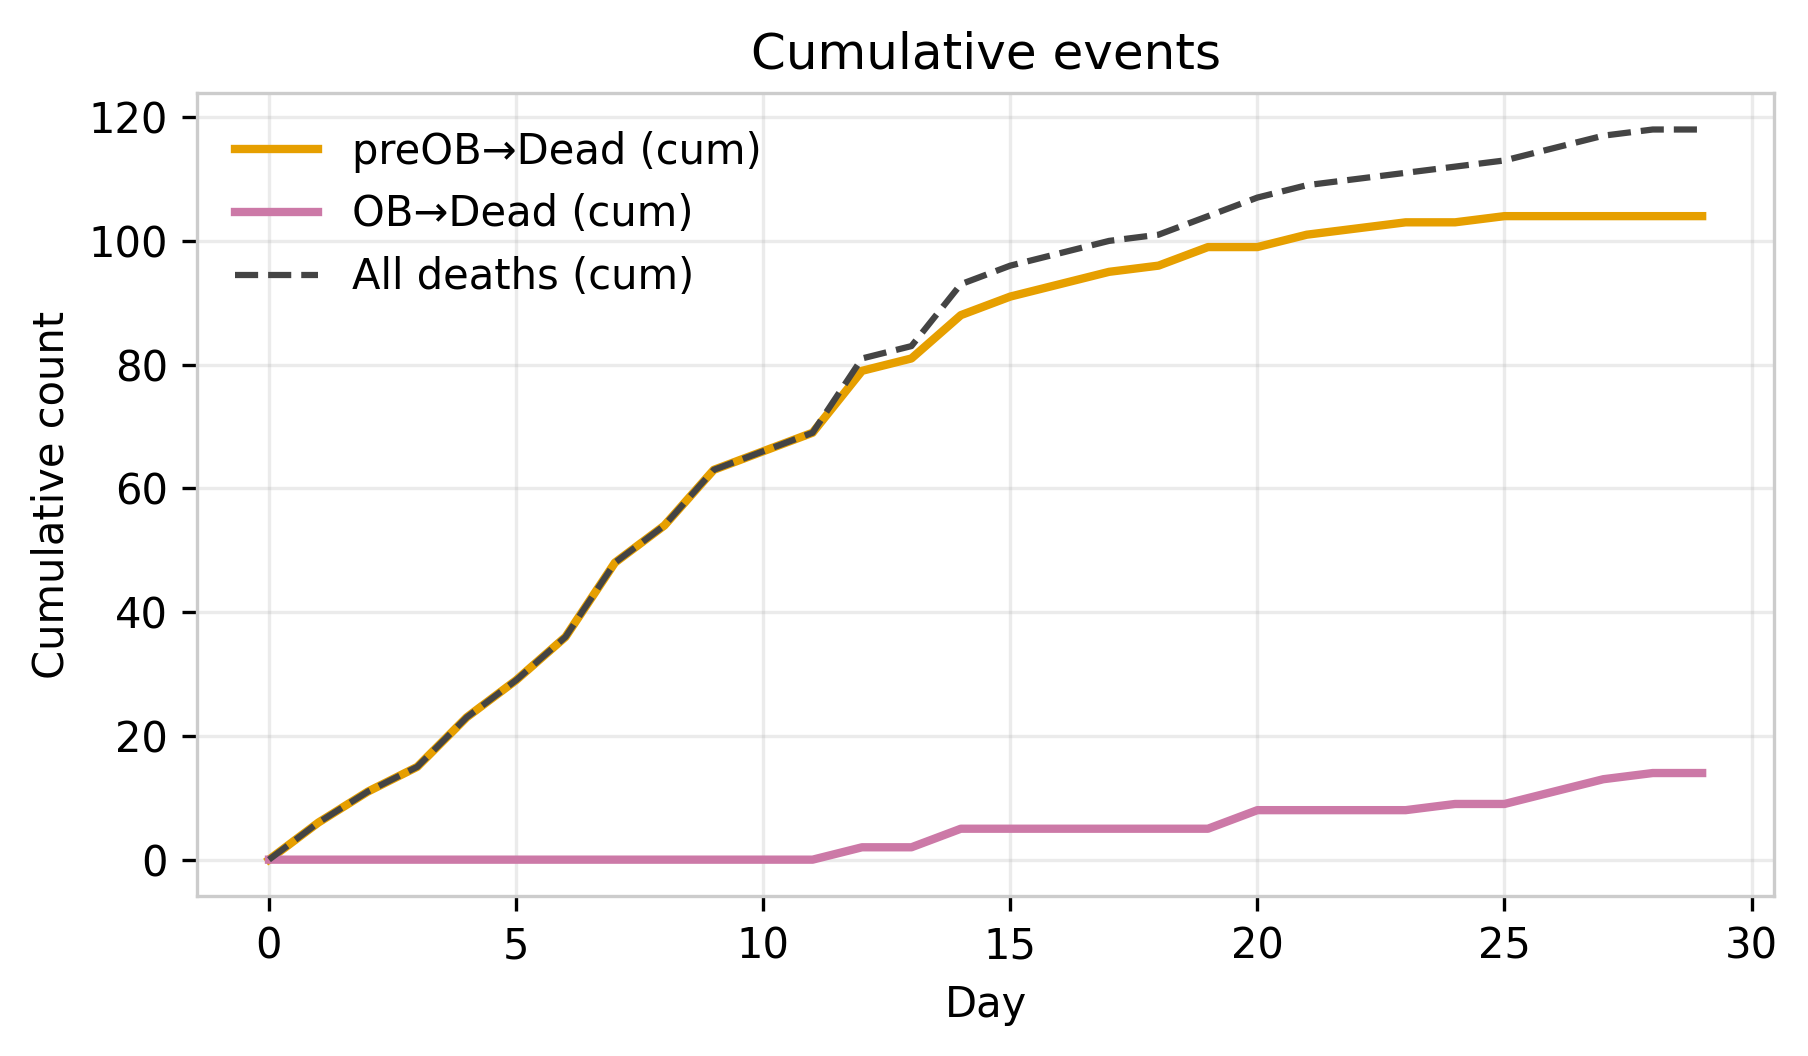 Cumulative events
preOB→Dead (cum)
OB→Dead (cum)
All deaths (cum)
Cumulative count
120
100
80
60
40
20
0
0 5 10 15 20 25 30
Day